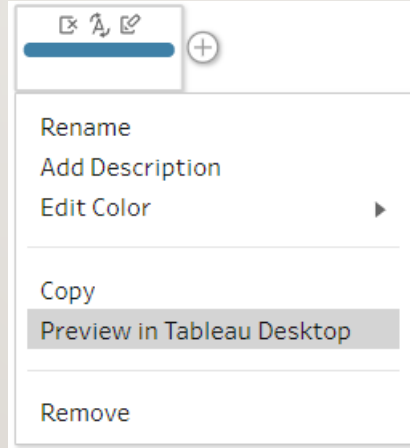 Rename
Add Description
Edit Color
Copy
Preview in Tableau Desktop
Remove